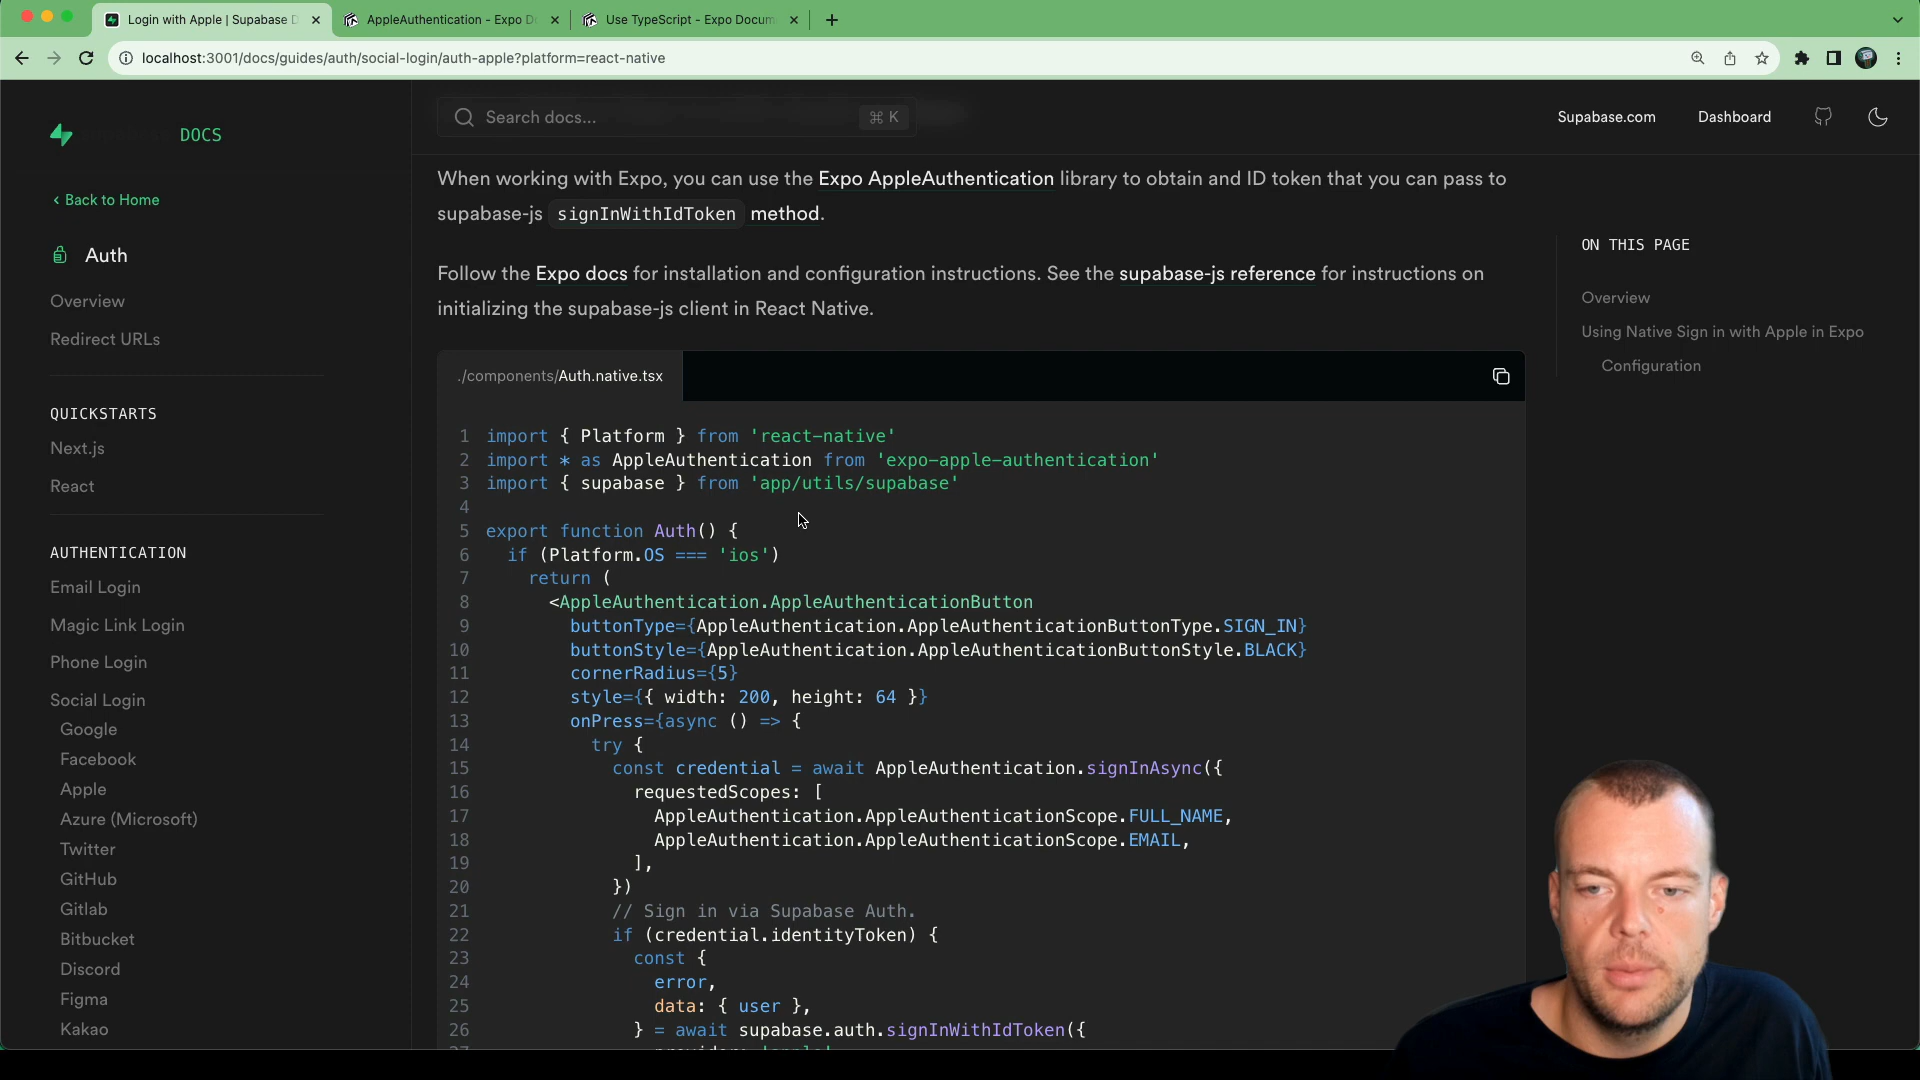 Login with Apple | Supabase D
AppleAuthentication - Expo Do
Use TypeScript - Expo Docum
localhost:3001/docs/guides/auth/social-login/auth-apple?platform=react-native
DOCS
Search docs...
⌘ K
Supabase.com
Dashboard
‹ Back to Home
Auth
Overview
Redirect URLs
QUICKSTARTS
Next.js
React
AUTHENTICATION
Email Login
Magic Link Login
Phone Login
Social Login
Google
Facebook
Apple
Azure (Microsoft)
Twitter
GitHub
Gitlab
Bitbucket
Discord
Figma
Kakao
When working with Expo, you can use the Expo AppleAuthentication library to obtain and ID token that you can pass to
supabase-js signInWithIdToken method.
Follow the Expo docs for installation and configuration instructions. See the supabase-js reference for instructions on
initializing the supabase-js client in React Native.
./components/Auth.native.tsx
1 import { Platform } from 'react-native'
2 import * as AppleAuthentication from 'expo-apple-authentication'
3 import { supabase } from 'app/utils/supabase'
4
5 export function Auth() {
6 if (Platform.OS === 'ios')
7 return (
8 <AppleAuthentication.AppleAuthenticationButton
9 buttonType={AppleAuthentication.AppleAuthenticationButtonType.SIGN_IN}
10 buttonStyle={AppleAuthentication.AppleAuthenticationButtonStyle.BLACK}
11 cornerRadius={5}
12 style={{ width: 200, height: 64 }}
13 onPress={async () => {
14 try {
15 const credential = await AppleAuthentication.signInAsync({
16 requestedScopes: [
17 AppleAuthentication.AppleAuthenticationScope.FULL_NAME,
18 AppleAuthentication.AppleAuthenticationScope.EMAIL,
19 ],
20 })
21 // Sign in via Supabase Auth.
22 if (credential.identityToken) {
23 const {
24 error,
25 data: { user },
26 } = await supabase.auth.signInWithIdToken({
ON THIS PAGE
Overview
Using Native Sign in with Apple in Expo
Configuration